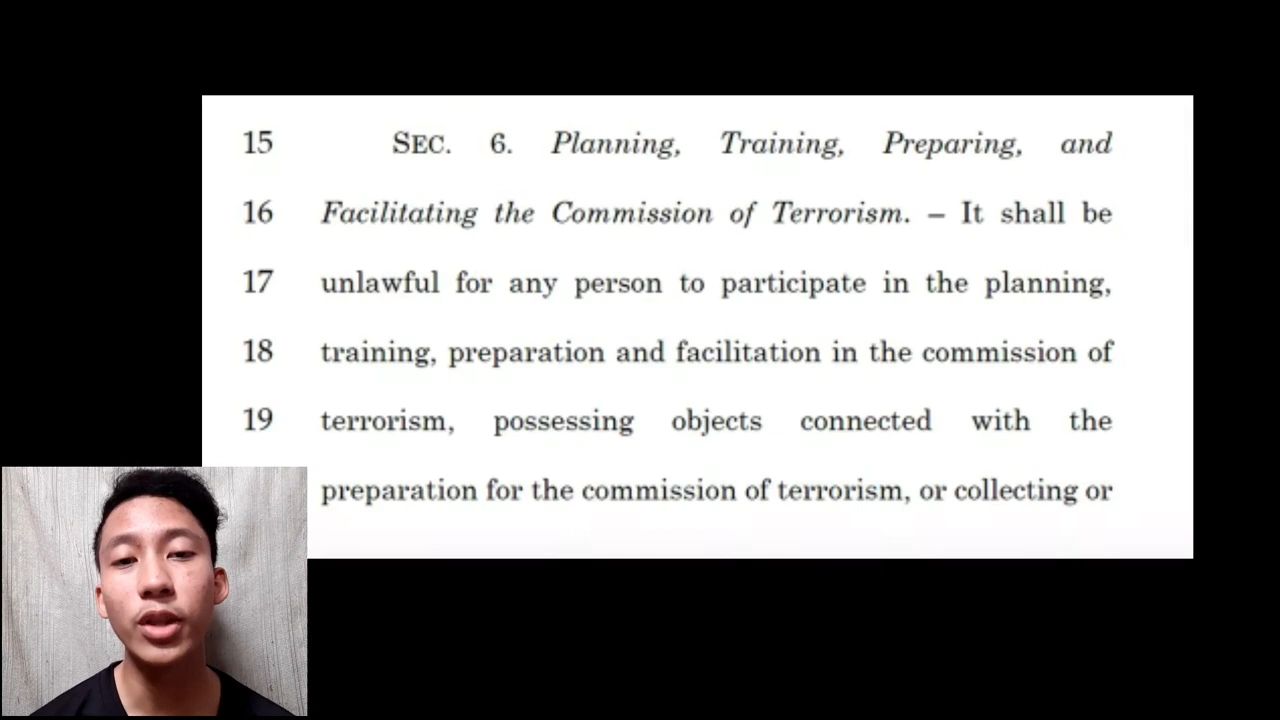 15 SEC. 6. Planning, Training, Preparing, and
16 Facilitating the Commission of Terrorism. – It shall be
17 unlawful for any person to participate in the planning,
18 training, preparation and facilitation in the commission of
19 terrorism, possessing objects connected with the
preparation for the commission of terrorism, or collecting or